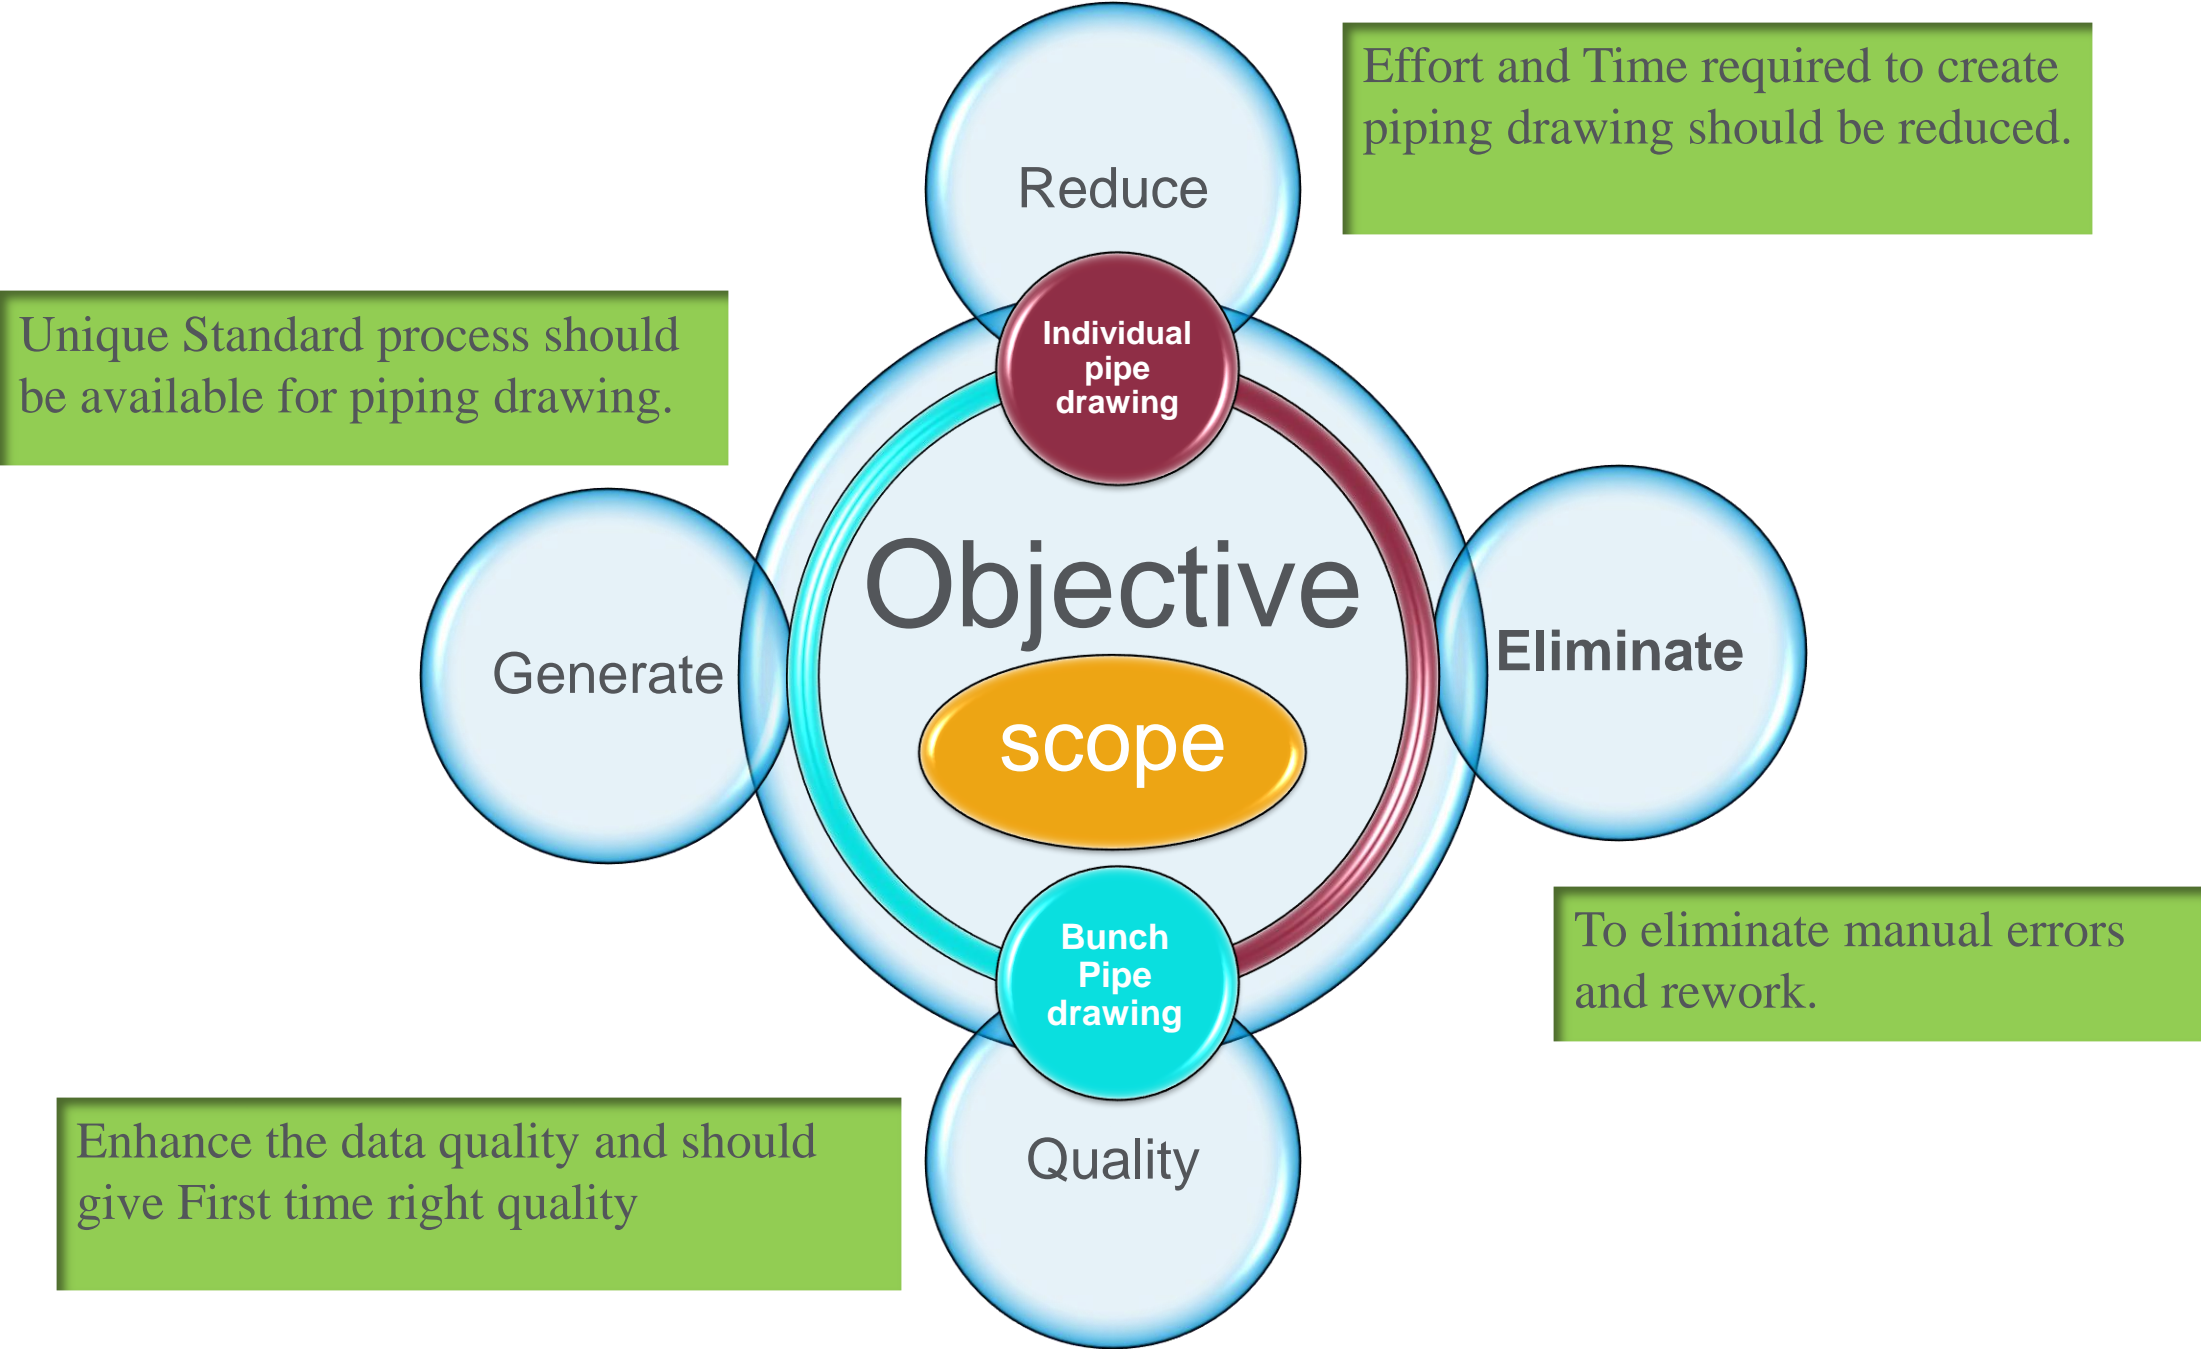 Effort and Time required to create
piping drawing should be reduced.
Reduce
Unique Standard process should
be available for piping drawing.
Individual
pipe
drawing
Objective
Generate
Eliminate
scope
To eliminate manual errors
and rework.
Bunch
Pipe
drawing
Enhance the data quality and should
give First time right quality
Quality